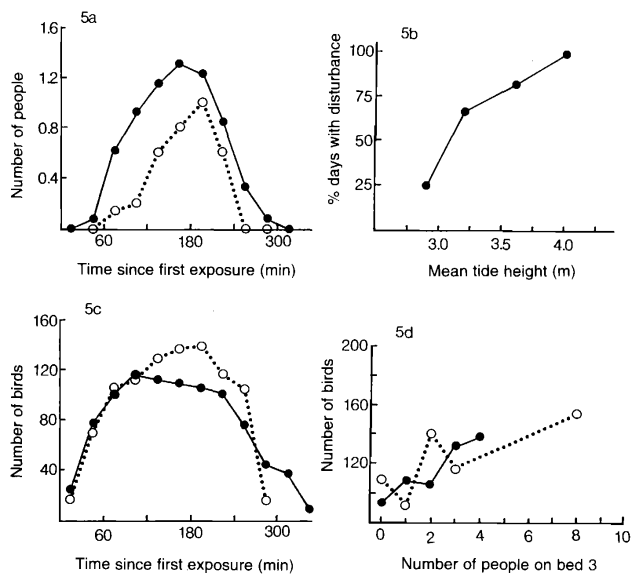 5a
Number of people
1.6
1.2
0.8
0.4
60
180
300
Time since first exposure (min)
5b
% days with disturbance
100
75
50
25
3.0
3.5
4.0
Mean tide height (m)
5c
Number of birds
160
120
80
40
60
180
300
Time since first exposure (min)
5d
Number of birds
200
160
120
0
2
4
6
8
10
Number of people on bed 3